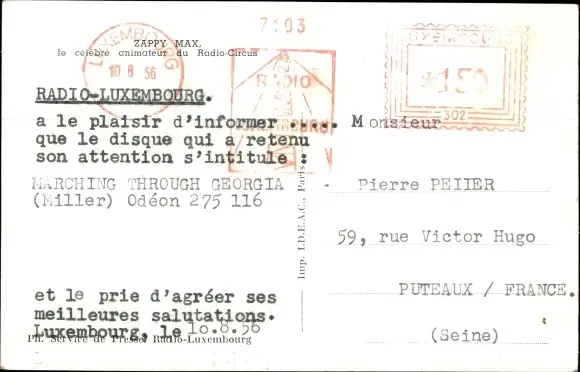 7103
ZAPPY MAX,
le célèbre animateur du Radio-Circus
LUXEMBOURG
10 8 56
RADIO
LUXEMBOURG
LUXEMBOURG
*150
302
RADIO-LUXEMBOURG.
a le plaisir d'informer ..... Monsieur
que le disque qui a retenu
son attention s'intitule :
MARCHING THROUGH GEORGIA - Pierre PEIIER
(Miller) Odéon 275 116
59, rue Victor Hugo
PUTEAUX / FRANCE.
(Seine)
et le prie d'agréer ses
meilleures salutations.
Luxembourg, le 10.8.56
Ph. Service de Presse, Radio-Luxembourg
Imp. I.D.E.A.C., Paris